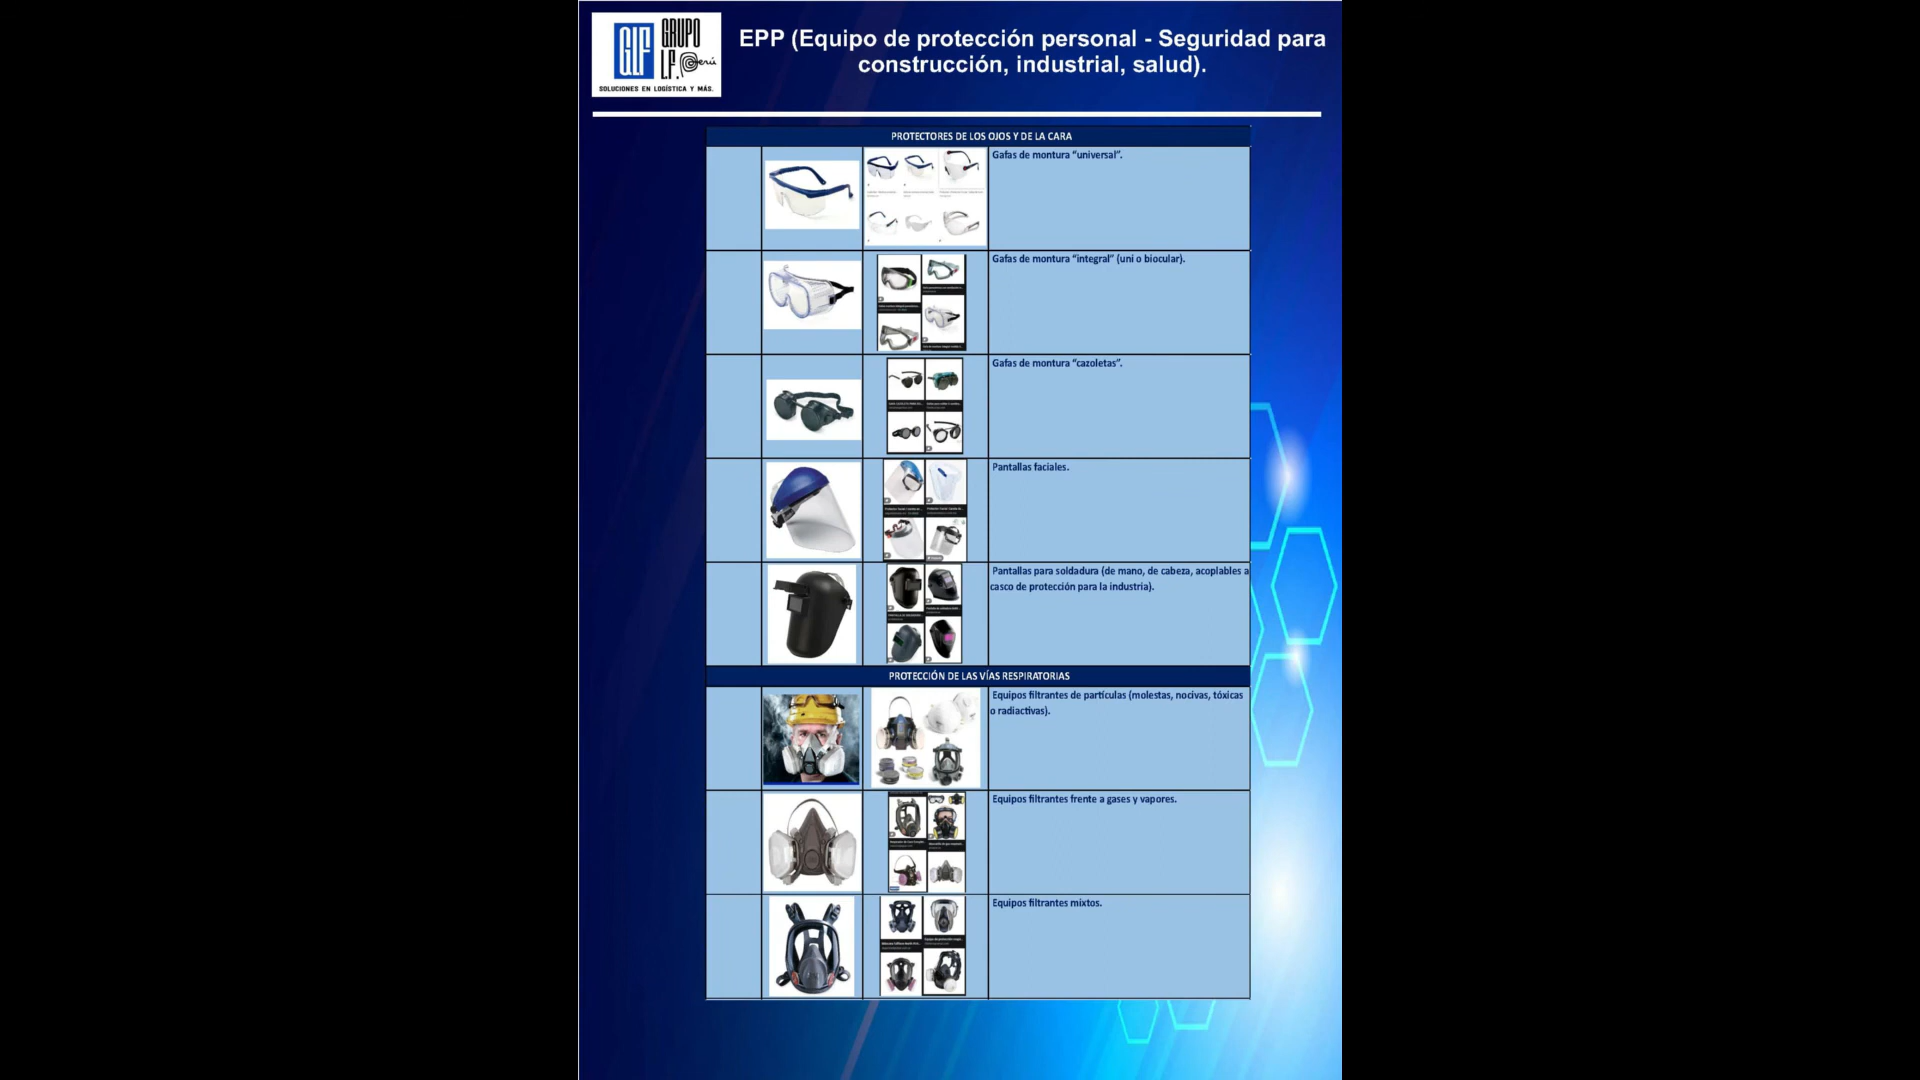 GLF GRUPO
L.F. Perú
SOLUCIONES EN LOGÍSTICA Y MÁS.
EPP (Equipo de protección personal - Seguridad para
construcción, industrial, salud).
PROTECTORES DE LOS OJOS Y DE LA CARA
Gafas de montura “universal”.
Gafas de montura “integral” (uni o biocular).
Gafas de montura “cazoletas”.
Pantallas faciales.
Pantallas para soldadura (de mano, de cabeza, acoplables a
casco de protección para la industria).
PROTECCIÓN DE LAS VÍAS RESPIRATORIAS
Equipos filtrantes de partículas (molestas, nocivas, tóxicas
o radiactivas).
Equipos filtrantes frente a gases y vapores.
Equipos filtrantes mixtos.